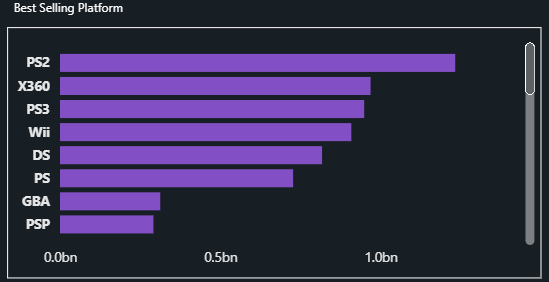 Best Selling Platform
PS2
X360
PS3
Wii
DS
PS
GBA
PSP
0.0bn 0.5bn 1.0bn